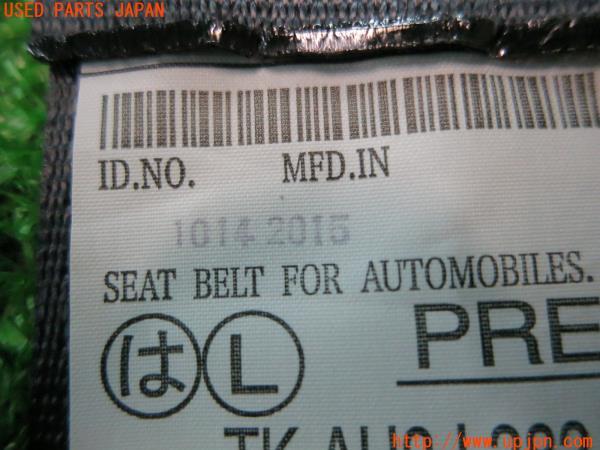 USED PARTS JAPAN
ID.NO. MFD.IN
1014 2015
SEAT BELT FOR AUTOMOBILES.
は L PRE
http://www.upjpn.com